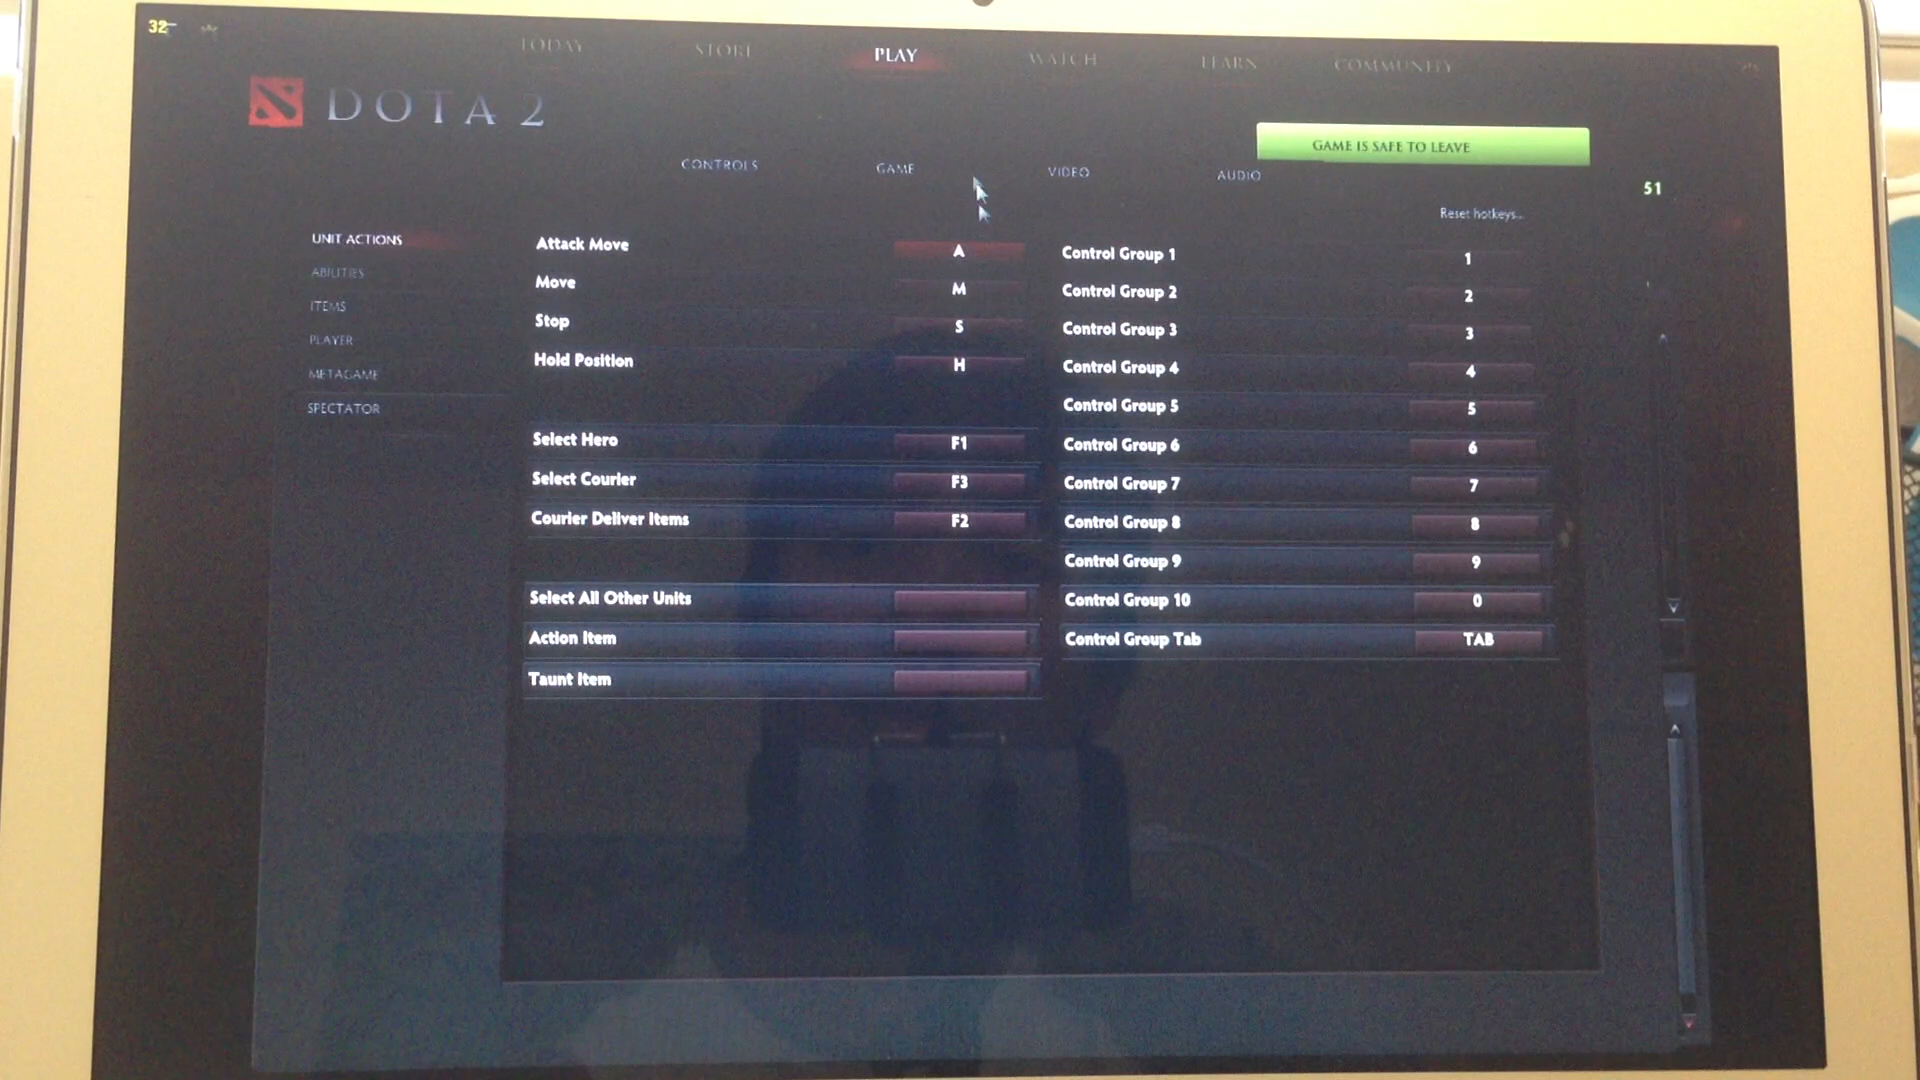 32
TODAY
STORE
PLAY
WATCH
LEARN
COMMUNITY
DOTA 2
GAME IS SAFE TO LEAVE
CONTROLS
GAME
VIDEO
AUDIO
51
Reset hotkeys...
UNIT ACTIONS
ABILITIES
ITEMS
PLAYER
METAGAME
SPECTATOR
Attack Move A
Move M
Stop S
Hold Position H
Select Hero F1
Select Courier F3
Courier Deliver Items F2
Select All Other Units
Action Item
Taunt Item
Control Group 1 1
Control Group 2 2
Control Group 3 3
Control Group 4 4
Control Group 5 5
Control Group 6 6
Control Group 7 7
Control Group 8 8
Control Group 9 9
Control Group 10 0
Control Group Tab TAB